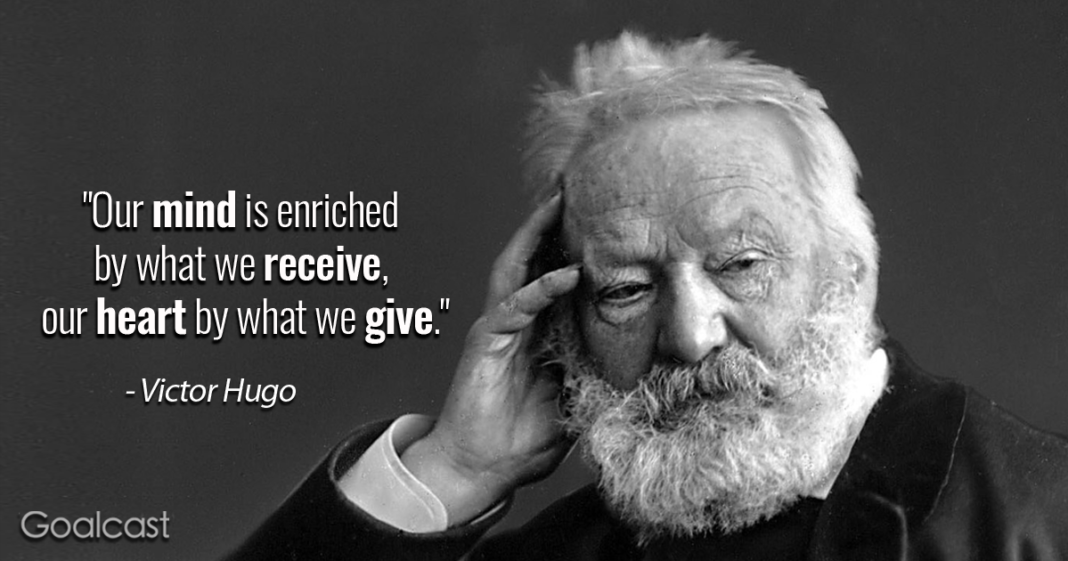 "Our mind is enriched
by what we receive,
our heart by what we give."
- Victor Hugo
Goalcast